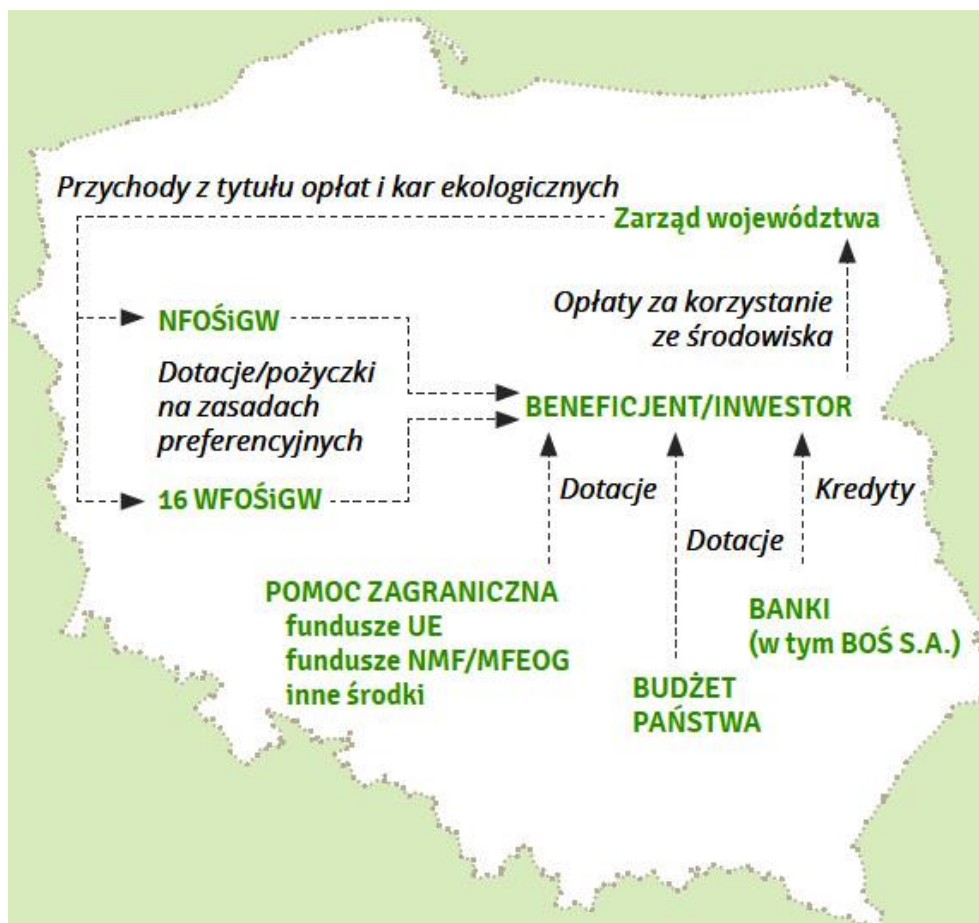 Przychody z tytułu opłat i kar ekologicznych
Zarząd województwa
Opłaty za korzystanie
ze środowiska
NFOŚiGW
Dotacje/pożyczki
na zasadach
preferencyjnych
BENEFICJENT/INWESTOR
16 WFOŚiGW
Dotacje
Kredyty
Dotacje
POMOC ZAGRANICZNA
fundusze UE
fundusze NMF/MFEOG
inne środki
BANKI
(w tym BOŚ S.A.)
BUDŻET
PAŃSTWA